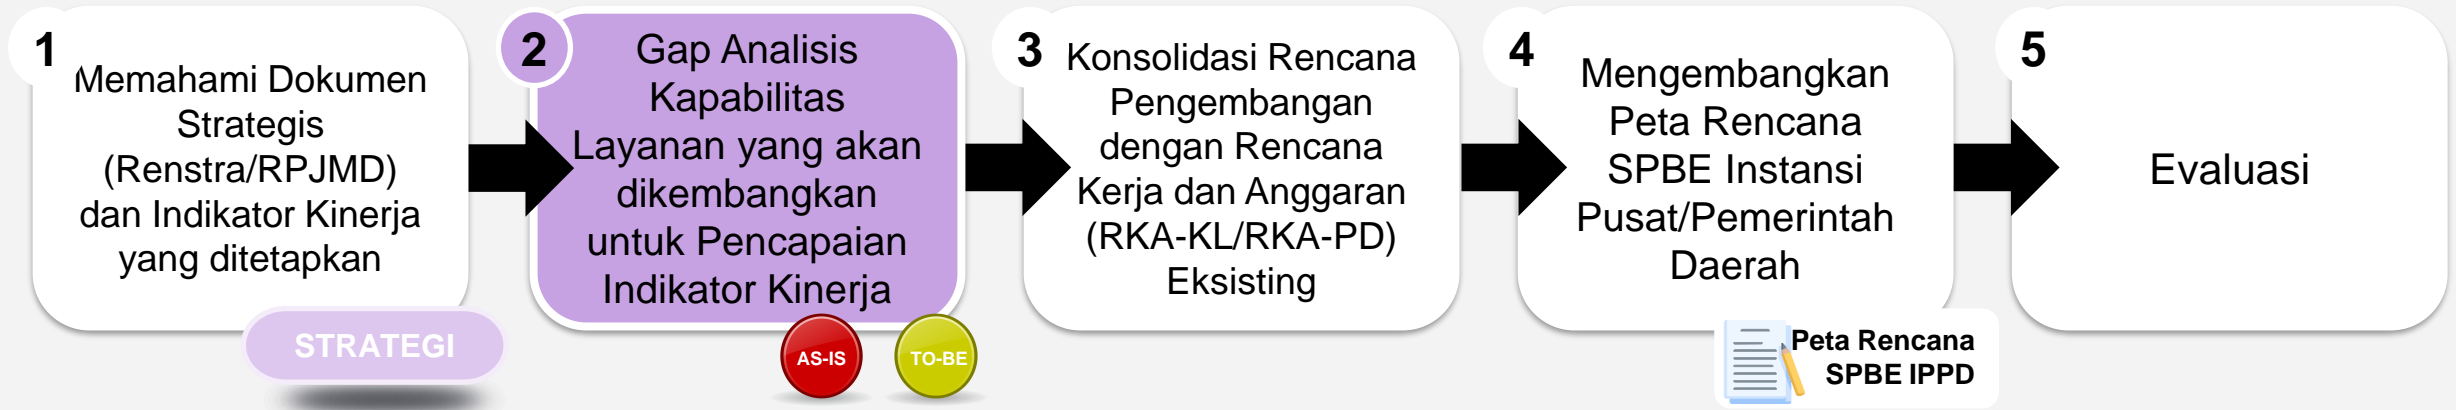 1
Memahami Dokumen
Strategis
(Renstra/RPJMD)
dan Indikator Kinerja
yang ditetapkan
STRATEGI
2
Gap Analisis
Kapabilitas
Layanan yang akan
dikembangkan
untuk Pencapaian
Indikator Kinerja
AS-IS
TO-BE
3
Konsolidasi Rencana
Pengembangan
dengan Rencana
Kerja dan Anggaran
(RKA-KL/RKA-PD)
Eksisting
4
Mengembangkan
Peta Rencana
SPBE Instansi
Pusat/Pemerintah
Daerah
Peta Rencana
SPBE IPPD
5
Evaluasi